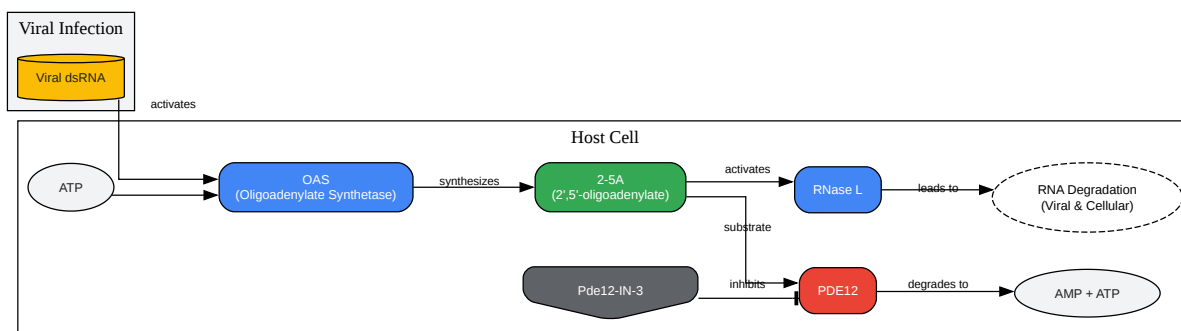 Viral Infection
Viral dsRNA
activates
Host Cell
ATP
OAS
(Oligoadenylate Synthetase)
synthesizes
2-5A
(2',5'-oligoadenylate)
activates
RNase L
leads to
RNA Degradation
(Viral & Cellular)
substrate
Pde12-IN-3
inhibits
PDE12
degrades to
AMP + ATP